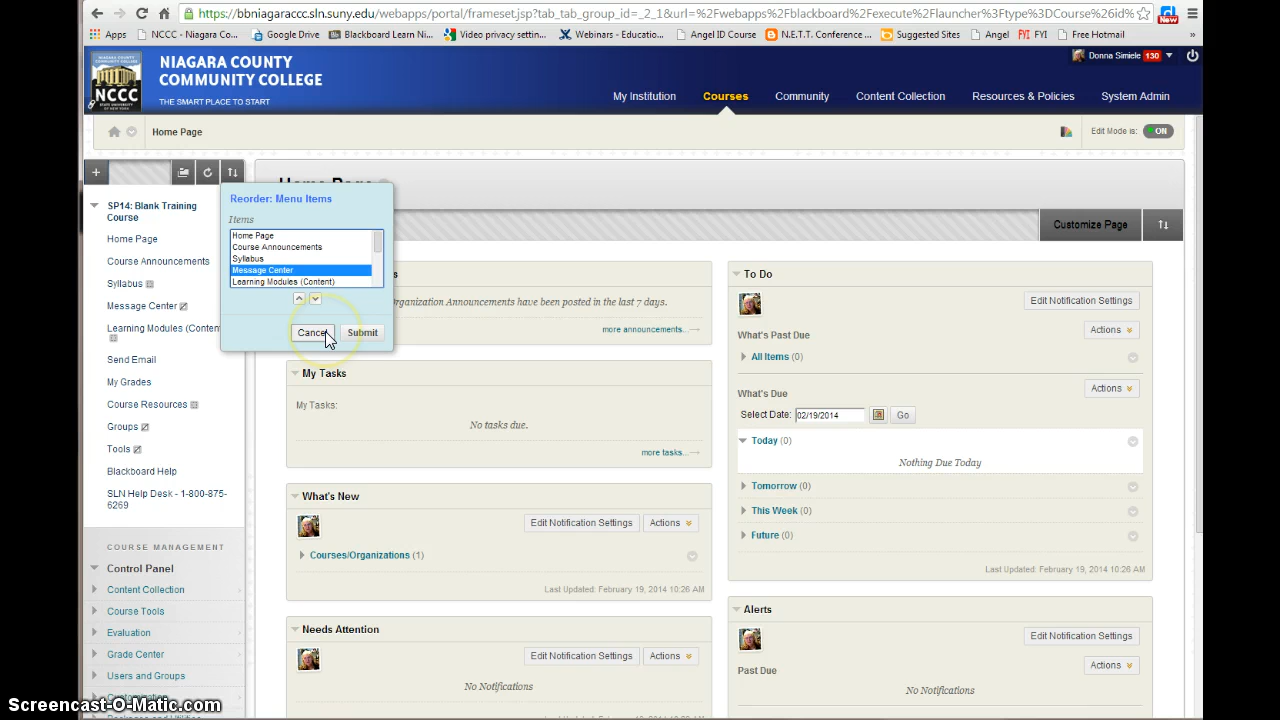 https://bbniagaraccc.sln.suny.edu/webapps/portal/frameset.jsp?tab_tab_group_id=_2_1&url=%2Fwebapps%2Fblackboard%2Fexecute%2Flauncher%3Ftype%3DCourse%26id%
New
Apps NCCC - Niagara Co... Google Drive Blackboard Learn Ni... Video privacy settin... Webinars - Educatio... Angel ID Course N.E.T.T. Conference ... Suggested Sites Angel FYI FYI Free Hotmail »
NIAGARA COUNTY
COMMUNITY COLLEGE
THE SMART PLACE TO START
NCCC
Donna Simiele 130
My Institution Courses Community Content Collection Resources & Policies System Admin
Home Page
Edit Mode is: ON
SP14: Blank Training
Course
Home Page
Course Announcements
Syllabus
Message Center
Learning Modules (Content
Send Email
My Grades
Course Resources
Groups
Tools
Blackboard Help
SLN Help Desk - 1-800-875-
6269
COURSE MANAGEMENT
Control Panel
Content Collection
Course Tools
Evaluation
Grade Center
Users and Groups
Reorder: Menu Items
Items
Home Page
Course Announcements
Syllabus
Message Center
Learning Modules (Content)
Cancel Submit
Home Page
Customize Page
Organization Announcements have been posted in the last 7 days.
more announcements...
My Tasks
My Tasks:
No tasks due.
more tasks...
What's New
Edit Notification Settings Actions
Courses/Organizations (1)
Last Updated: February 19, 2014 10:26 AM
Needs Attention
Edit Notification Settings Actions
No Notifications
To Do
Edit Notification Settings
What's Past Due
Actions
All Items (0)
What's Due
Actions
Select Date: 02/19/2014 Go
Today (0)
Nothing Due Today
Tomorrow (0)
This Week (0)
Future (0)
Last Updated: February 19, 2014 10:26 AM
Alerts
Edit Notification Settings
Past Due
Actions
No Notifications
Screencast-O-Matic.com